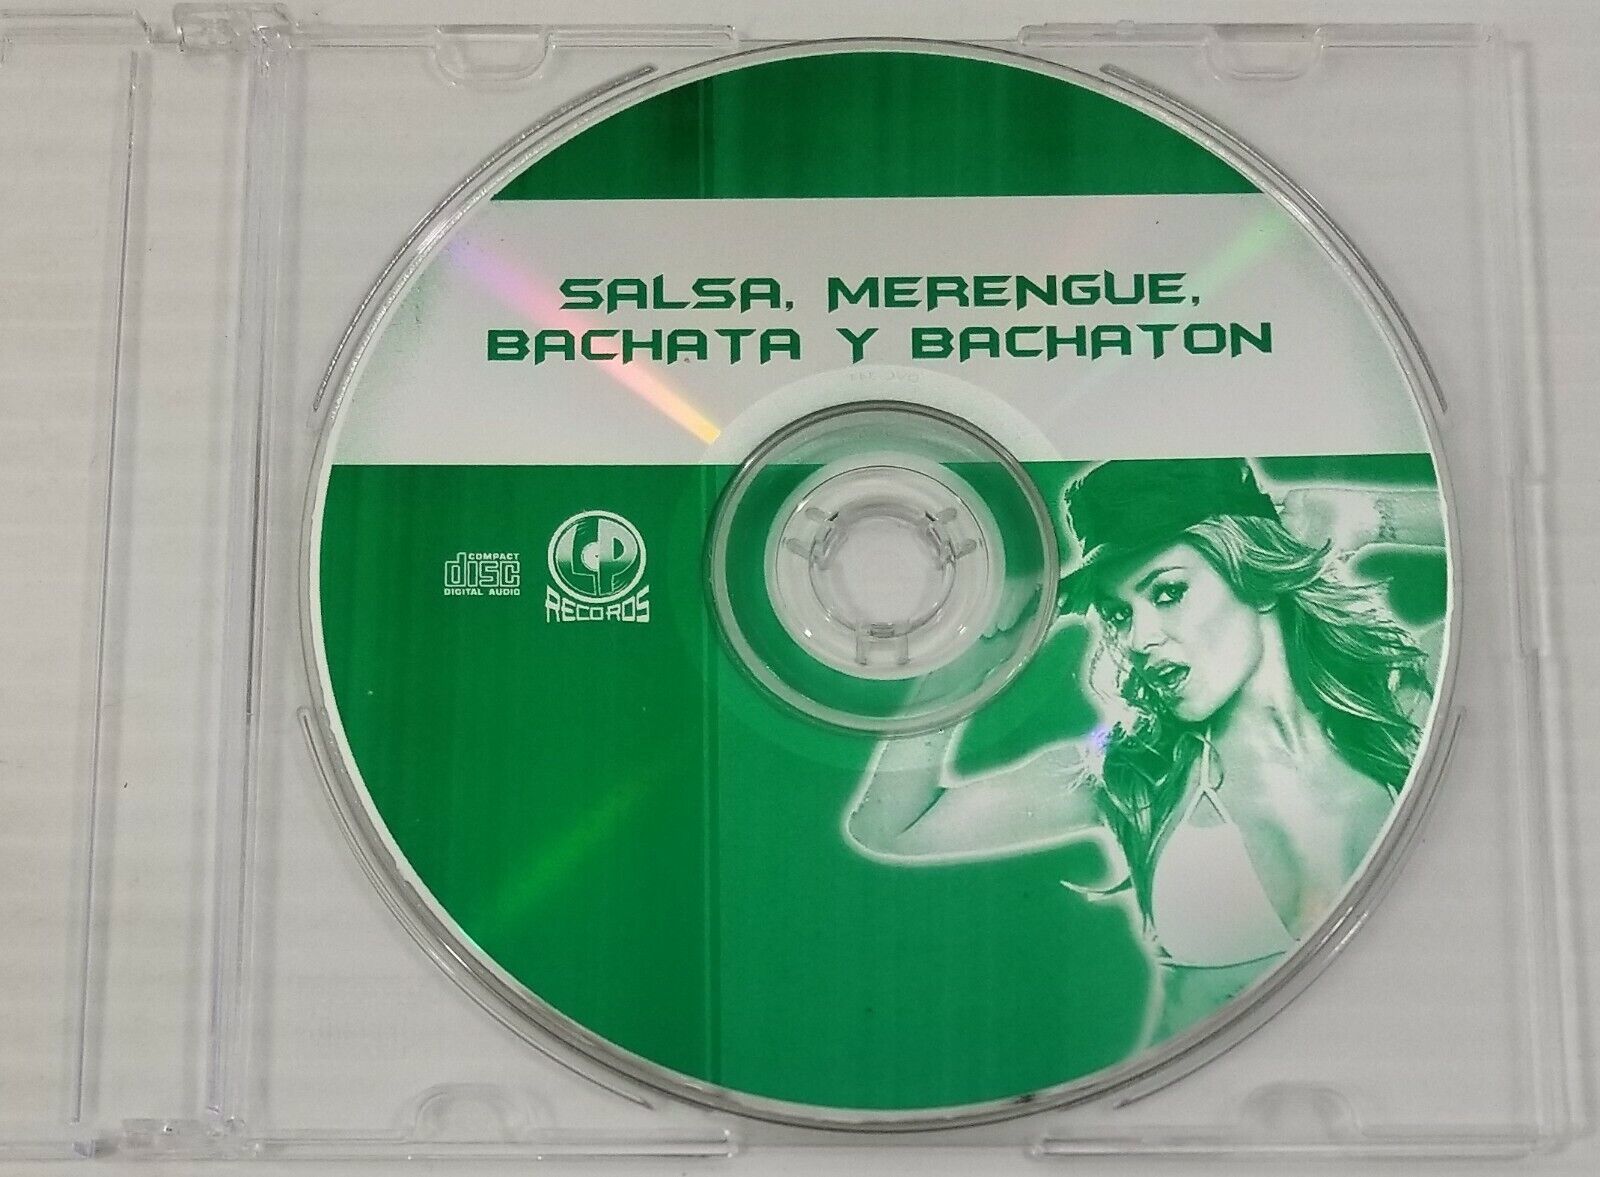 SALSA, MERENGUE,
BACHATA Y BACHATON
COMPACT
disc
DIGITAL AUDIO
LP
RECORDS